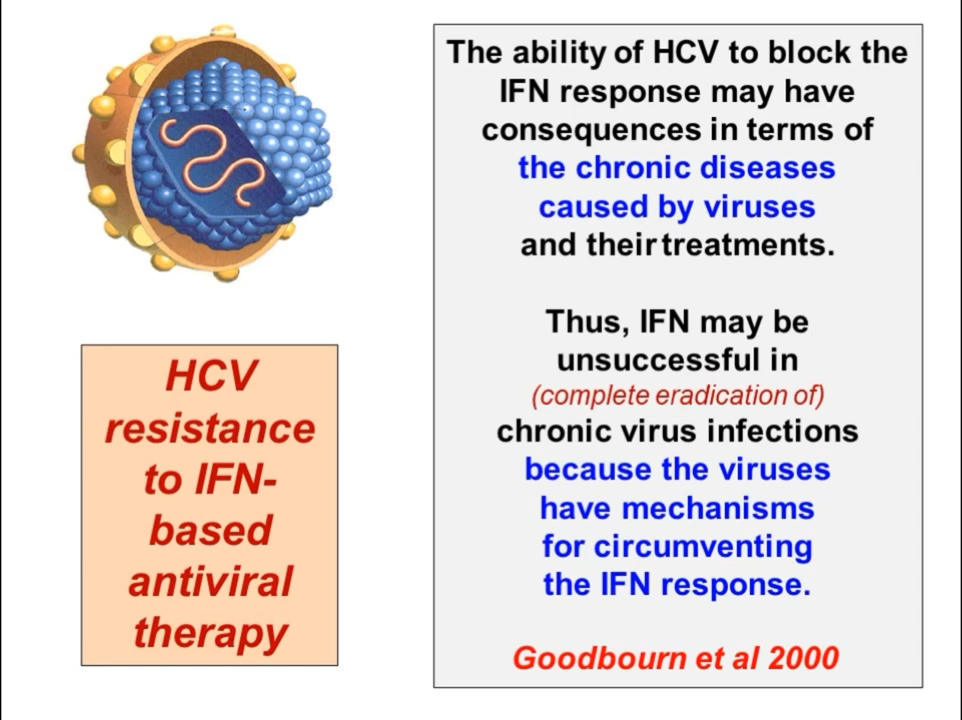 The ability of HCV to block the
IFN response may have
consequences in terms of
the chronic diseases
caused by viruses
and their treatments.
Thus, IFN may be
unsuccessful in
(complete eradication of)
chronic virus infections
because the viruses
have mechanisms
for circumventing
the IFN response.
Goodbourn et al 2000
HCV
resistance
to IFN-
based
antiviral
therapy